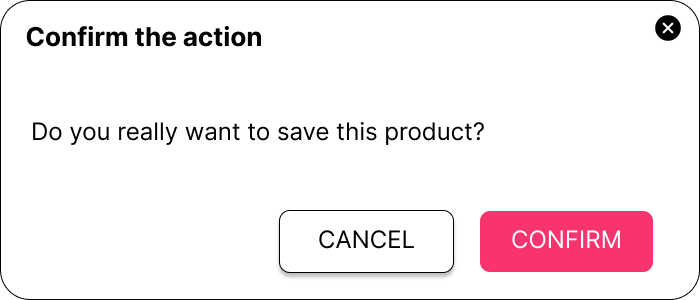 Confirm the action
Do you really want to save this product?
CANCEL
CONFIRM